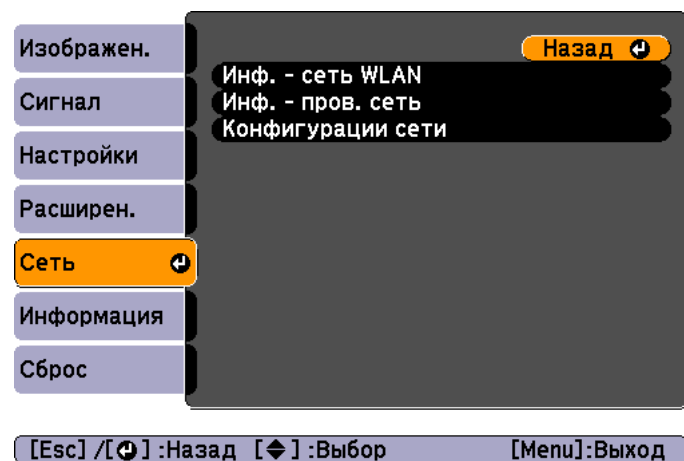 Изображен.
Сигнал
Настройки
Расширен.
Сеть
Информация
Сброс
Назад
Инф. - сеть WLAN
Инф. - пров. сеть
Конфигурации сети
[Esc] /[ ] :Назад [ ] :Выбор [Menu]:Выход